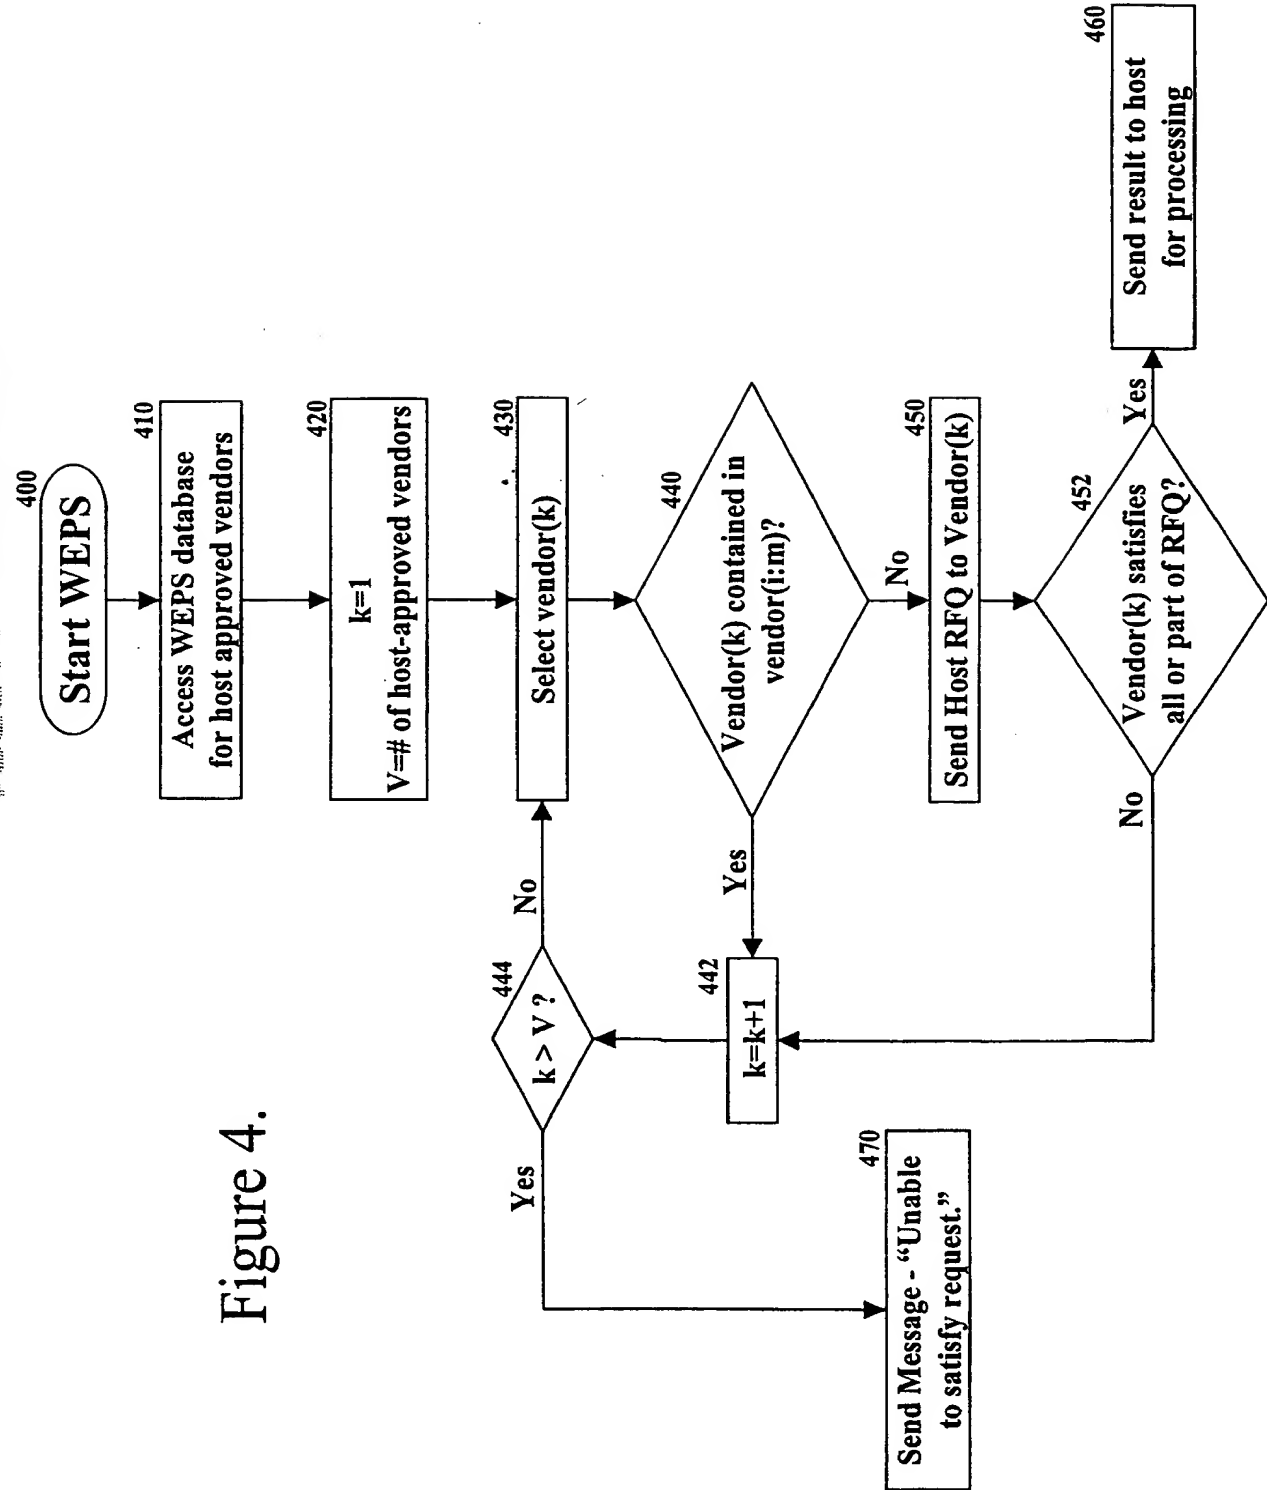 400
Start WEPS
410
Access WEPS database
for host approved vendors
420
k=1
V=# of host-approved vendors
430
Select vendor(k)
440
Vendor(k) contained in
vendor(i:m)?
Yes
No
442
k=k+1
444
k > V ?
No
Yes
450
Send Host RFQ to Vendor(k)
452
Vendor(k) satisfies
all or part of RFQ?
No
Yes
460
Send result to host
for processing
470
Send Message - “Unable
to satisfy request.”
Figure 4.